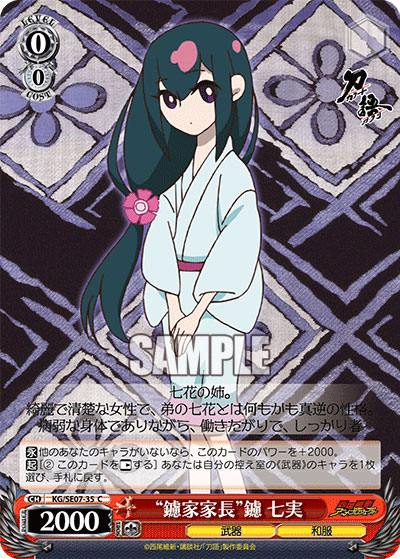 LEVEL
0
0
COST
刀語
SAMPLE
七花の姉。
綺麗で清楚な女性で、弟の七花とは何もかも真逆の性格。
病弱な身体でありながら、働きたがりで、しっかり者
永 他のあなたのキャラがいないなら、このカードのパワーを+2000。
起 [② このカードを する] あなたは自分の控え室の《武器》のキャラを1枚
選び、手札に戻す。
CH KG/SE07-35 C
“鑢家家長”鑢 七実
POWER
2000
武器
和服
©西尾維新・講談社/「刀語」製作委員会